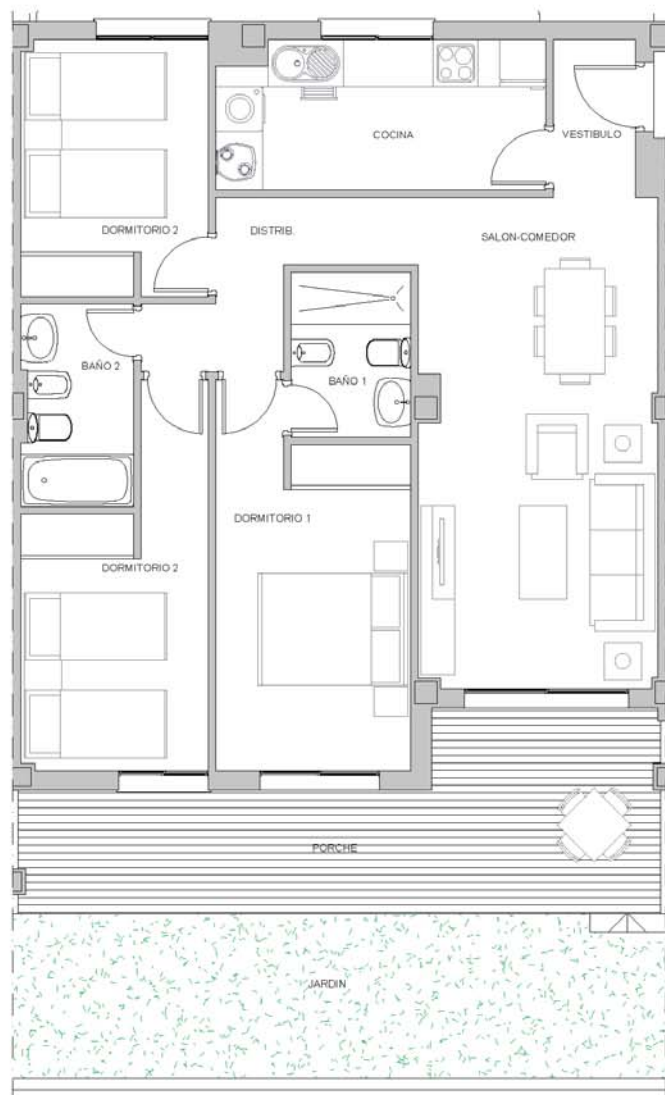 COCINA
VESTIBULO
DORMITORIO 2
DISTRIB.
SALON-COMEDOR
BAÑO 2
BAÑO 1
DORMITORIO 1
DORMITORIO 2
PORCHE
JARDIN